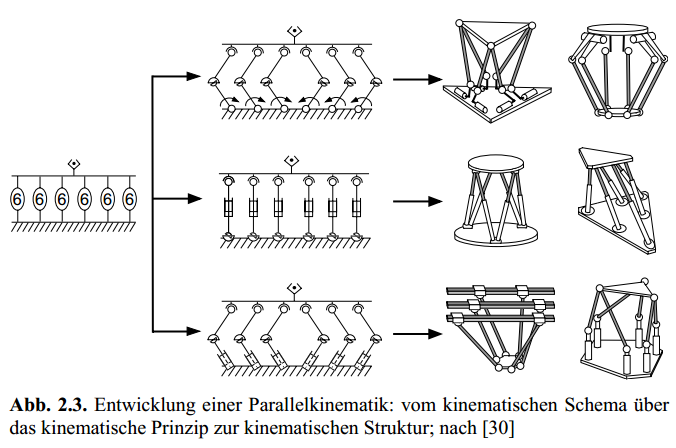 6 6 6 6 6 6
Abb. 2.3. Entwicklung einer Parallelkinematik: vom kinematischen Schema über
das kinematische Prinzip zur kinematischen Struktur; nach [30]